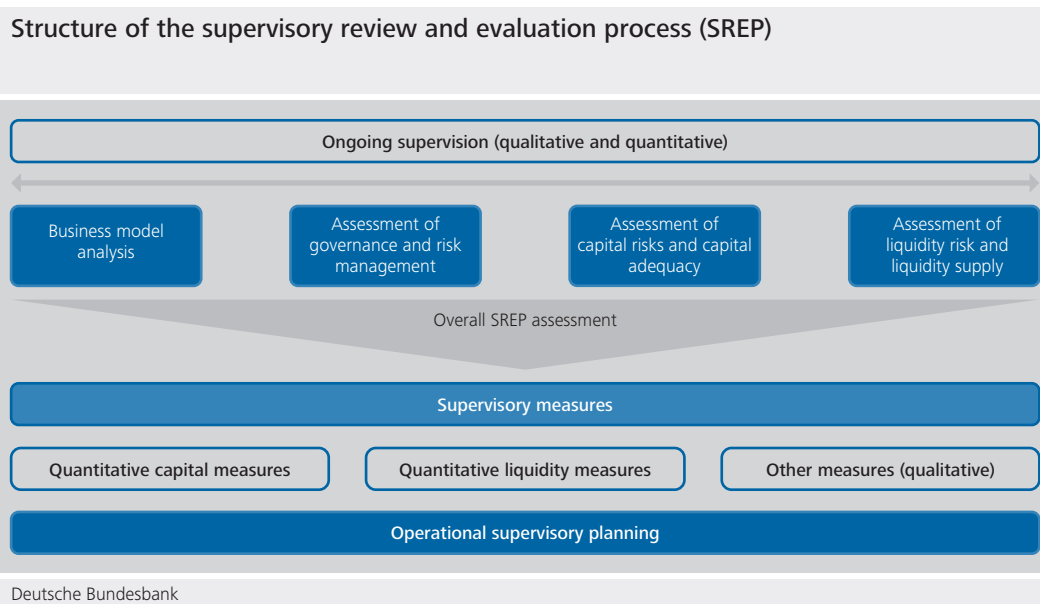 Structure of the supervisory review and evaluation process (SREP)
Ongoing supervision (qualitative and quantitative)
Business model
analysis
Assessment of
governance and risk
management
Assessment of
capital risks and capital
adequacy
Assessment of
liquidity risk and
liquidity supply
Overall SREP assessment
Supervisory measures
Quantitative capital measures
Quantitative liquidity measures
Other measures (qualitative)
Operational supervisory planning
Deutsche Bundesbank